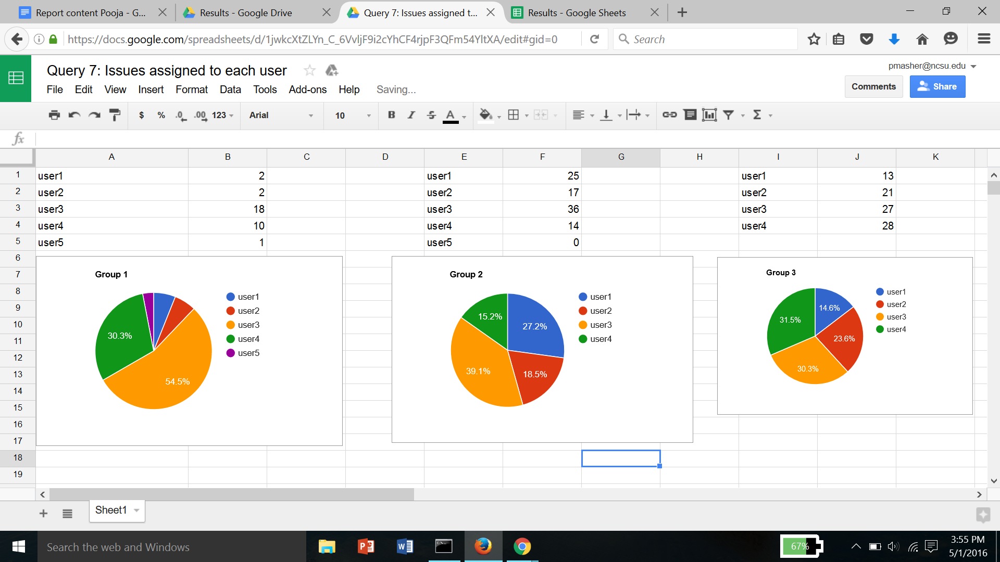 Report content Pooja - G...
Results - Google Drive
Query 7: Issues assigned t...
Results - Google Sheets
https://docs.google.com/spreadsheets/d/1jwkcXtZLYn_C_6VvljF9i2cYhCF4rjpF3QFm54YltXA/edit#gid=0
Search
Query 7: Issues assigned to each user
pmasher@ncsu.edu
File Edit View Insert Format Data Tools Add-ons Help Saving...
Comments
Share
$ % .0 .00 123 Arial 10 B I S A Σ
fx
A B C D E F G H I J K
1 user1 2 user1 25 user1 13
2 user2 2 user2 17 user2 21
3 user3 18 user3 36 user3 27
4 user4 10 user4 14 user4 28
5 user5 1 user5 0
6
7
8
9
10
11
12
13
14
15
16
17
18
19
Group 1
user1
user2
user3
user4
user5
30.3%
54.5%
Group 2
user1
user2
user3
user4
15.2%
27.2%
39.1%
18.5%
Group 3
user1
user2
user3
user4
14.6%
31.5%
23.6%
30.3%
Sheet1
Search the web and Windows
67%
3:55 PM
5/1/2016